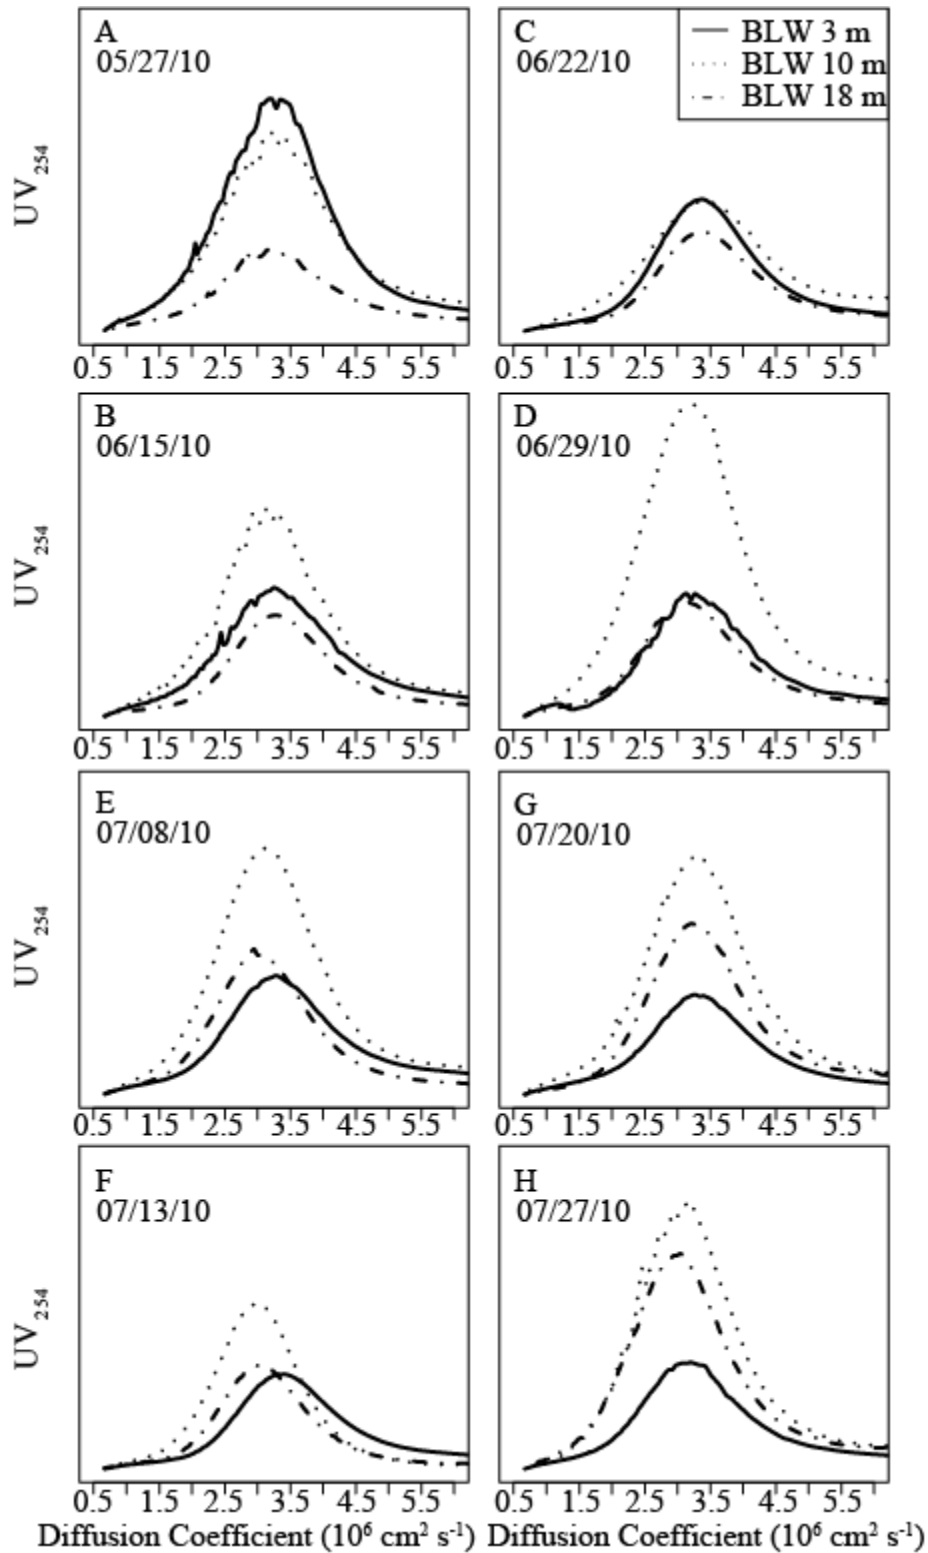 A
05/27/10
UV254
0.5 1.5 2.5 3.5 4.5 5.5
C
06/22/10
BLW 3 m
BLW 10 m
BLW 18 m
0.5 1.5 2.5 3.5 4.5 5.5
B
06/15/10
UV254
0.5 1.5 2.5 3.5 4.5 5.5
D
06/29/10
0.5 1.5 2.5 3.5 4.5 5.5
E
07/08/10
UV254
0.5 1.5 2.5 3.5 4.5 5.5
G
07/20/10
0.5 1.5 2.5 3.5 4.5 5.5
F
07/13/10
UV254
0.5 1.5 2.5 3.5 4.5 5.5
Diffusion Coefficient (10⁶ cm² s⁻¹)
H
07/27/10
0.5 1.5 2.5 3.5 4.5 5.5
Diffusion Coefficient (10⁶ cm² s⁻¹)